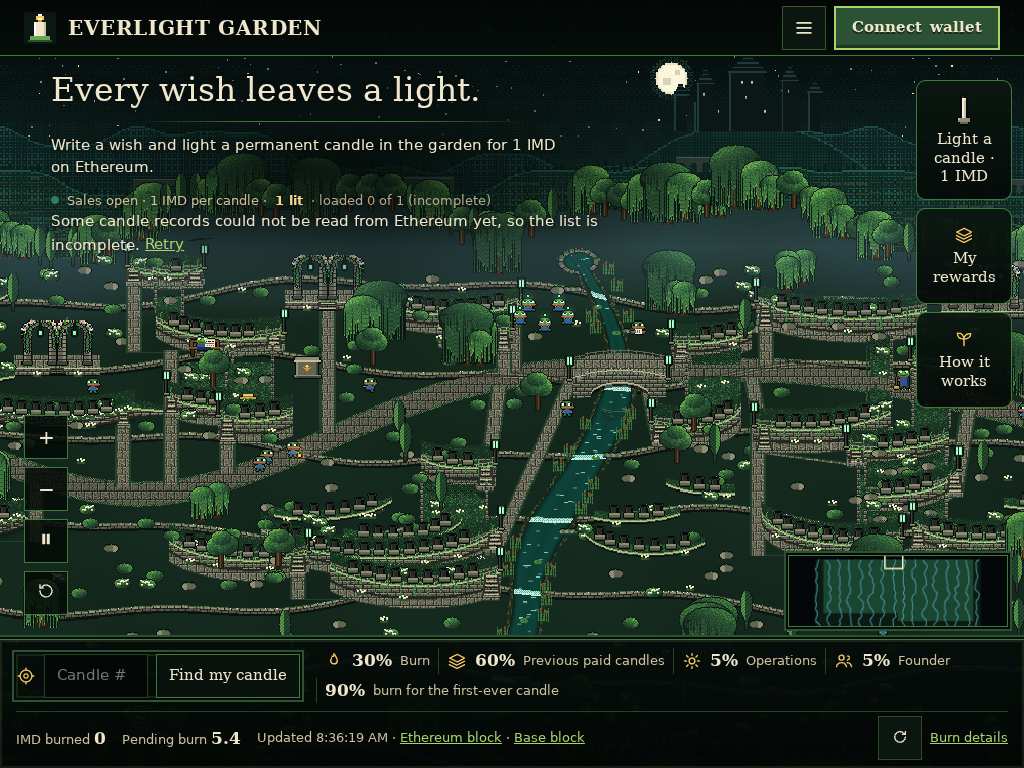 EVERLIGHT GARDEN
Connect wallet
Every wish leaves a light.
Write a wish and light a permanent candle in the garden for 1 IMD
on Ethereum.
Sales open · 1 IMD per candle · 1 lit · loaded 0 of 1 (incomplete)
Some candle records could not be read from Ethereum yet, so the list is
incomplete. Retry
Light a
candle ·
1 IMD
My
rewards
How it
works
+
−
Candle #
Find my candle
30% Burn
60% Previous paid candles
5% Operations
5% Founder
90% burn for the first-ever candle
IMD burned 0
Pending burn 5.4
Updated 8:36:19 AM · Ethereum block · Base block
Burn details